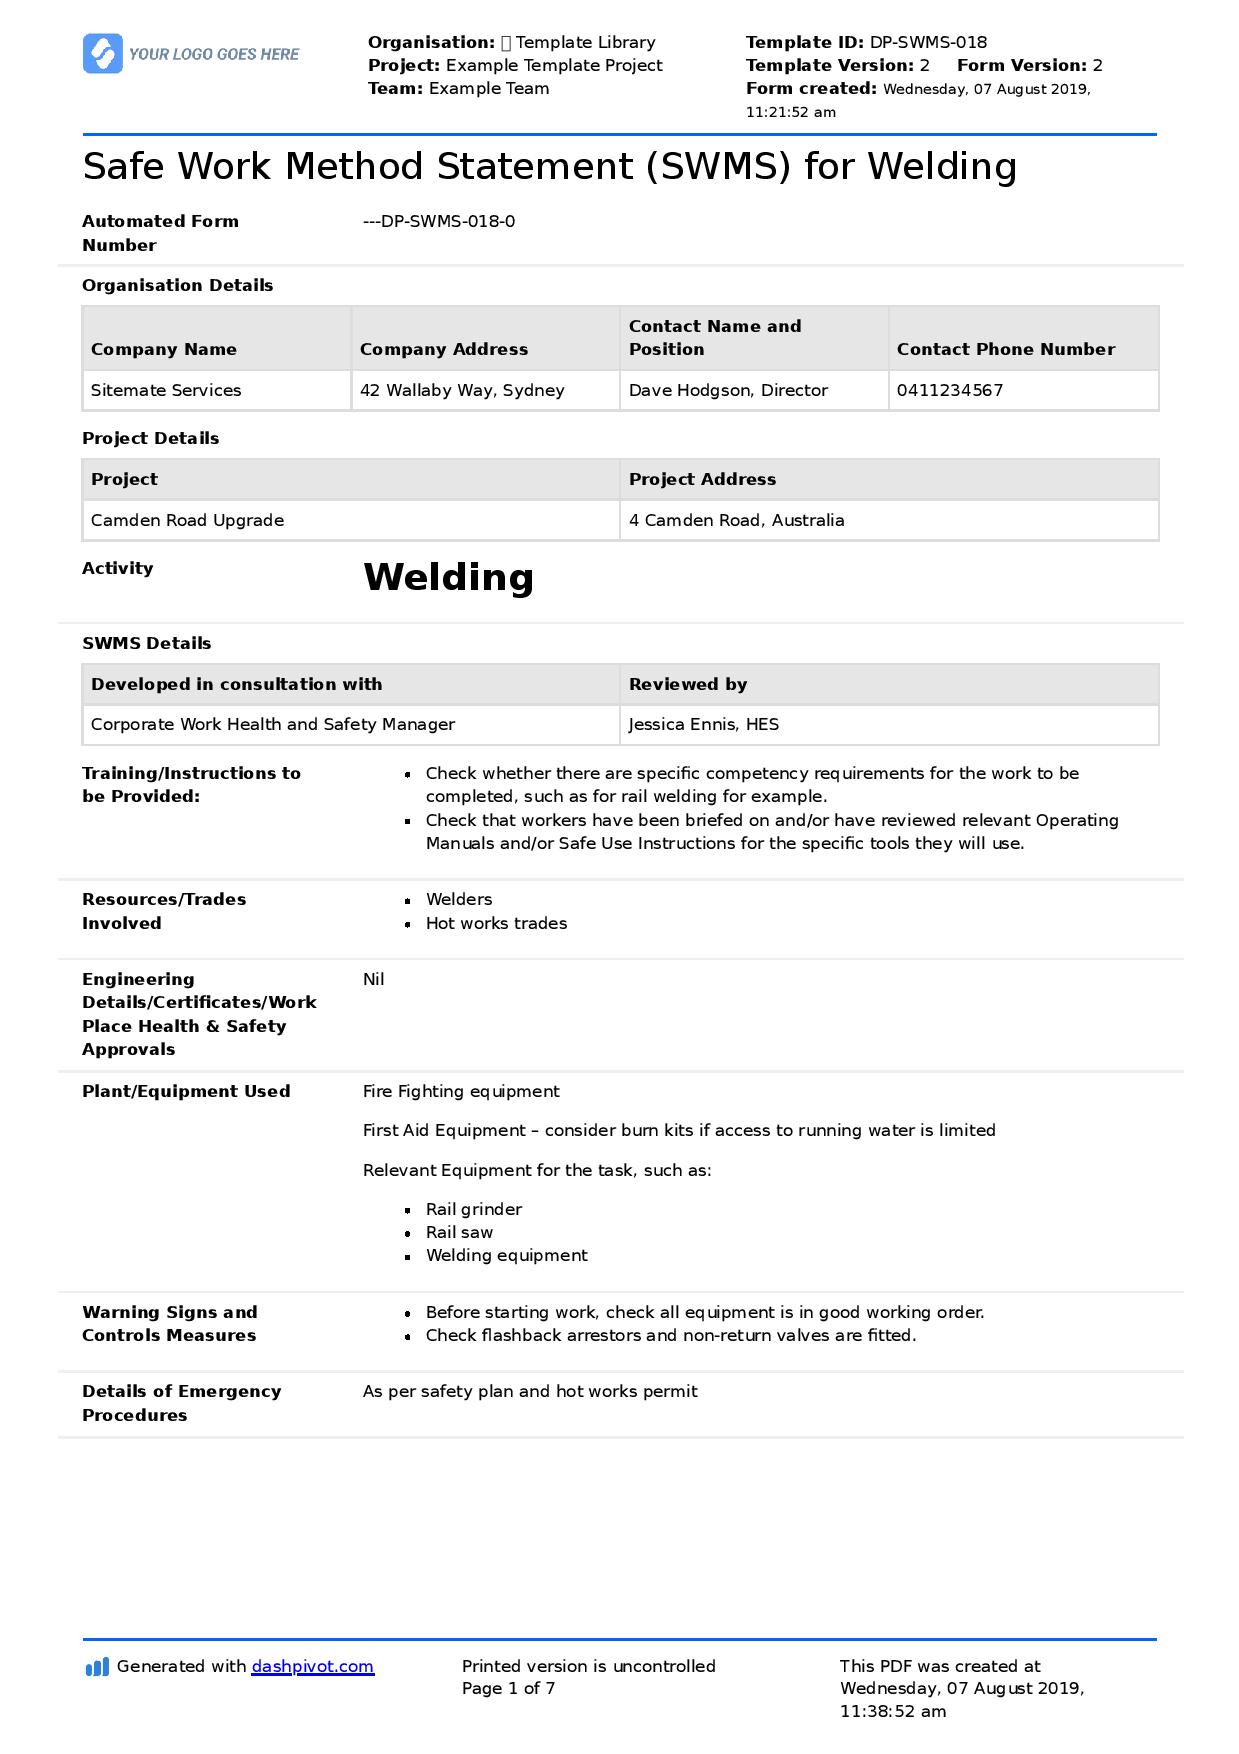 YOUR LOGO GOES HERE
Organisation: Template Library
Project: Example Template Project
Team: Example Team
Template ID: DP-SWMS-018
Template Version: 2 Form Version: 2
Form created: Wednesday, 07 August 2019,
11:21:52 am
Safe Work Method Statement (SWMS) for Welding
Automated Form
Number
---DP-SWMS-018-0
Organisation Details
Company Name
Company Address
Contact Name and
Position
Contact Phone Number
Sitemate Services
42 Wallaby Way, Sydney
Dave Hodgson, Director
0411234567
Project Details
Project
Project Address
Camden Road Upgrade
4 Camden Road, Australia
Activity
Welding
SWMS Details
Developed in consultation with
Reviewed by
Corporate Work Health and Safety Manager
Jessica Ennis, HES
Training/Instructions to
be Provided:
▪ Check whether there are specific competency requirements for the work to be
completed, such as for rail welding for example.
▪ Check that workers have been briefed on and/or have reviewed relevant Operating
Manuals and/or Safe Use Instructions for the specific tools they will use.
Resources/Trades
Involved
▪ Welders
▪ Hot works trades
Engineering
Details/Certificates/Work
Place Health & Safety
Approvals
Nil
Plant/Equipment Used
Fire Fighting equipment
First Aid Equipment – consider burn kits if access to running water is limited
Relevant Equipment for the task, such as:
▪ Rail grinder
▪ Rail saw
▪ Welding equipment
Warning Signs and
Controls Measures
▪ Before starting work, check all equipment is in good working order.
▪ Check flashback arrestors and non-return valves are fitted.
Details of Emergency
Procedures
As per safety plan and hot works permit
Generated with dashpivot.com
Printed version is uncontrolled
Page 1 of 7
This PDF was created at
Wednesday, 07 August 2019,
11:38:52 am